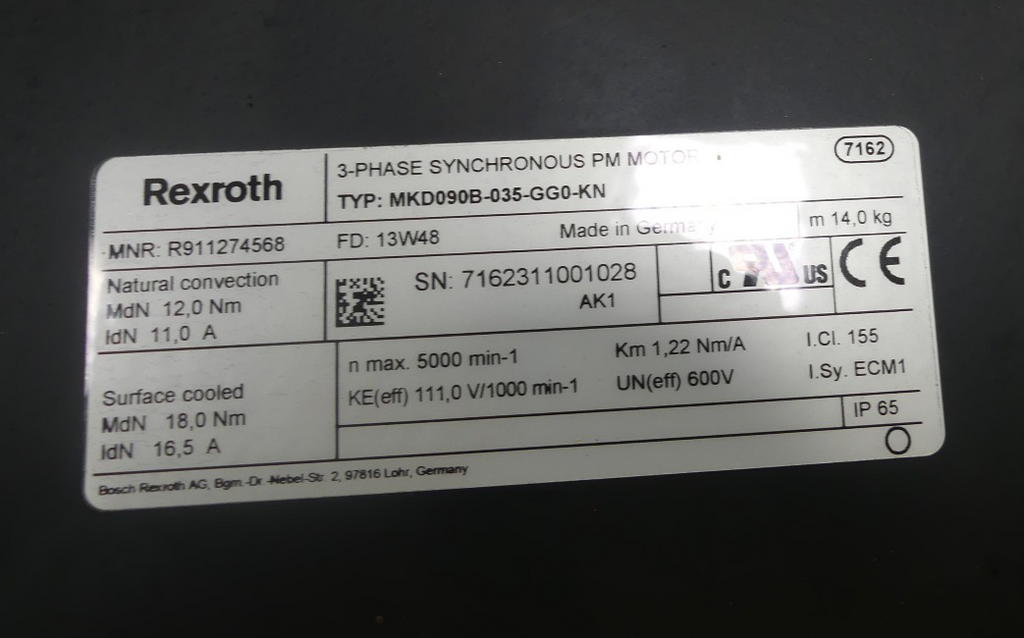 Rexroth
3-PHASE SYNCHRONOUS PM MOTOR
7162
TYP: MKD090B-035-GG0-KN
MNR: R911274568
FD: 13W48
Made in Germany
m 14,0 kg
Natural convection
MdN 12,0 Nm
IdN 11,0 A
SN: 7162311001028
AK1
C
US
CE
Surface cooled
MdN 18,0 Nm
IdN 16,5 A
n max. 5000 min-1
Km 1,22 Nm/A
I.Cl. 155
KE(eff) 111,0 V/1000 min-1
UN(eff) 600V
I.Sy. ECM1
IP 65
Bosch Rexroth AG, Bgm.-Dr.-Nebel-Str. 2, 97816 Lohr, Germany